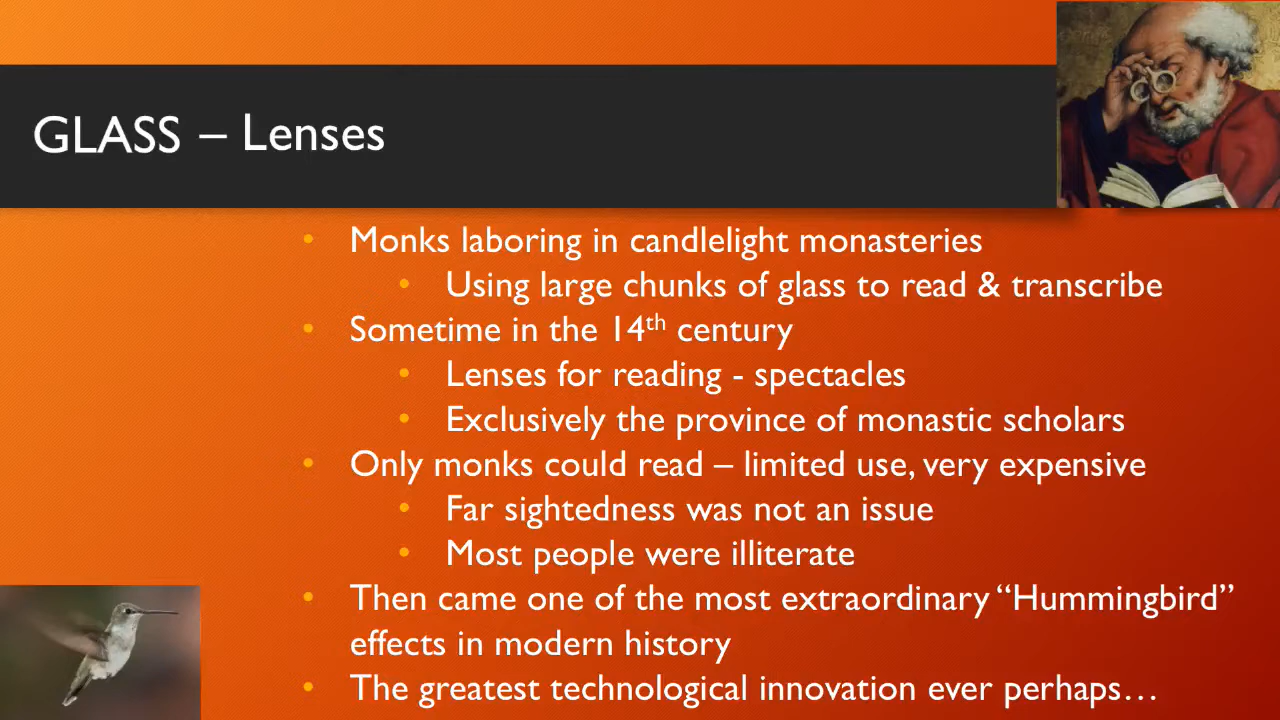 GLASS – Lenses
• Monks laboring in candlelight monasteries
• Using large chunks of glass to read & transcribe
• Sometime in the 14th century
• Lenses for reading - spectacles
• Exclusively the province of monastic scholars
• Only monks could read – limited use, very expensive
• Far sightedness was not an issue
• Most people were illiterate
• Then came one of the most extraordinary “Hummingbird”
effects in modern history
• The greatest technological innovation ever perhaps…